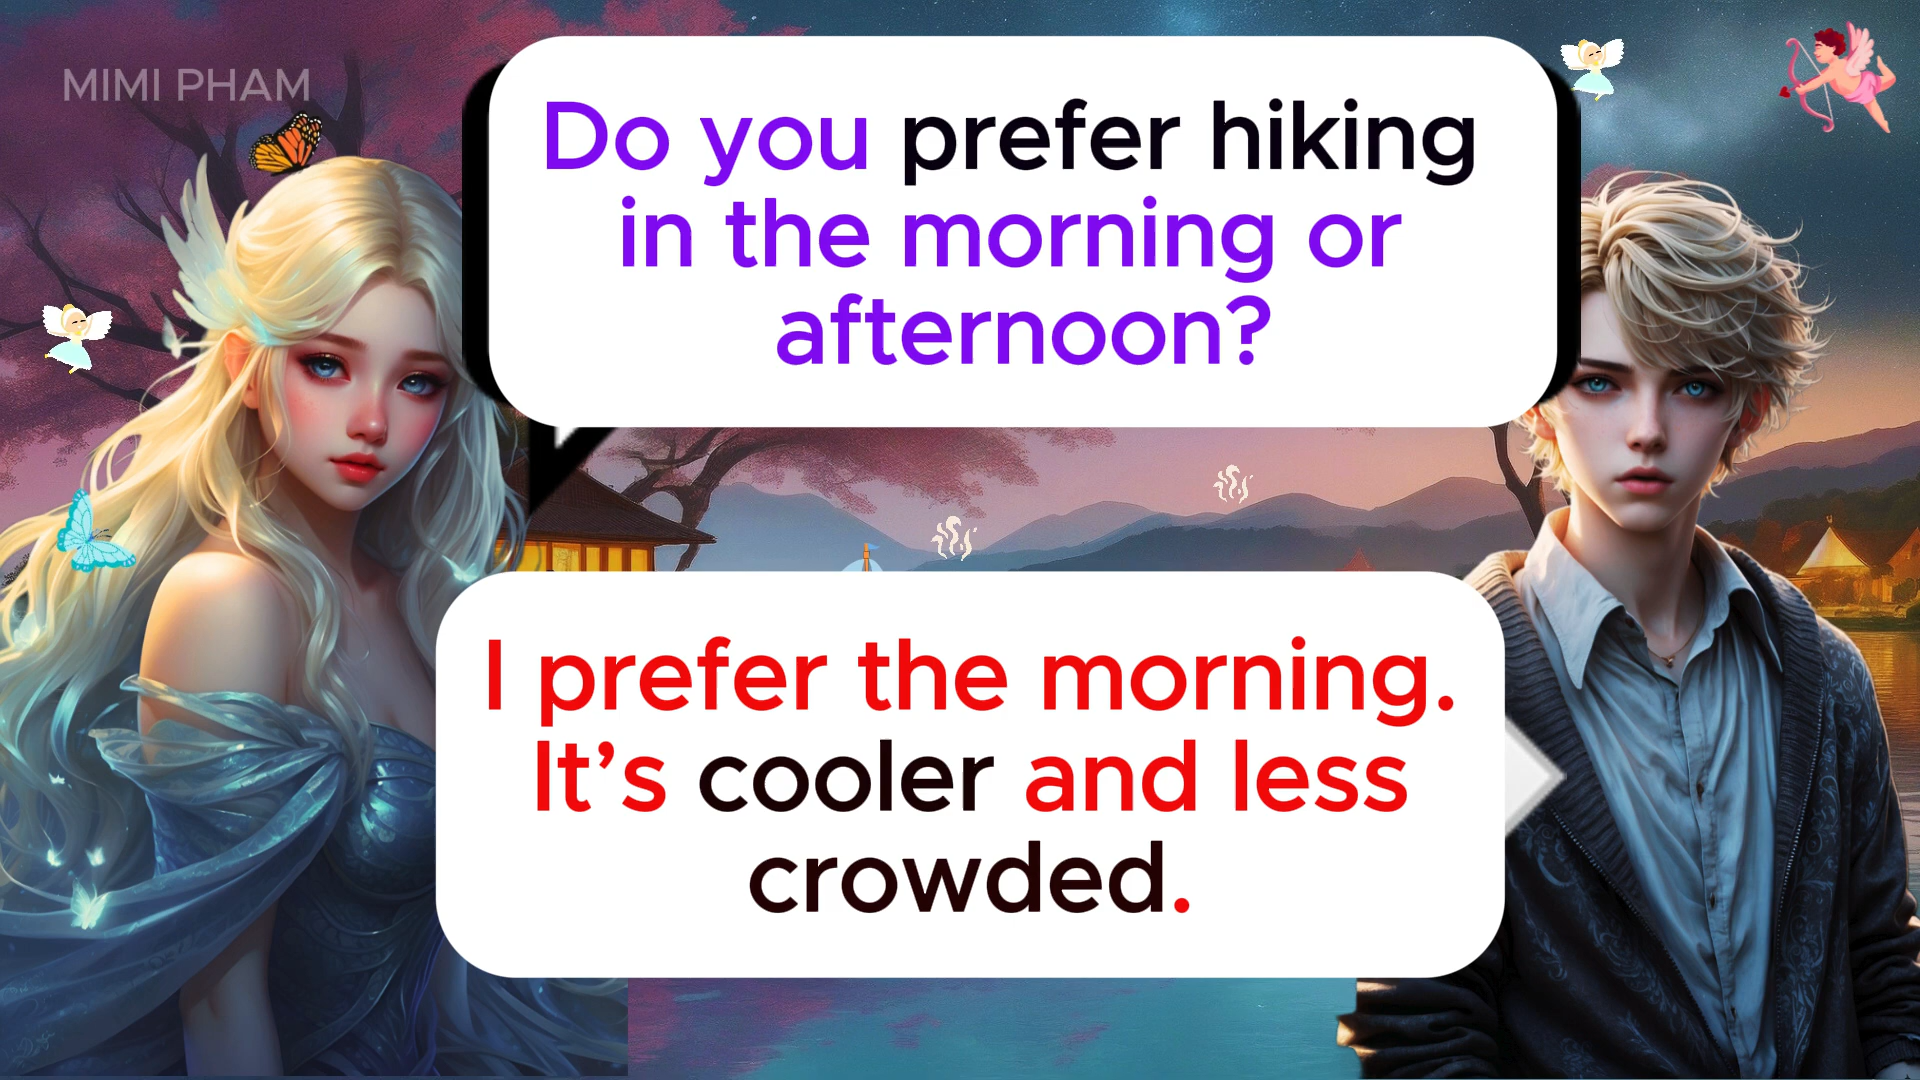 MIMI PHAM
Do you prefer hiking
in the morning or
afternoon?
I prefer the morning.
It’s cooler and less
crowded.